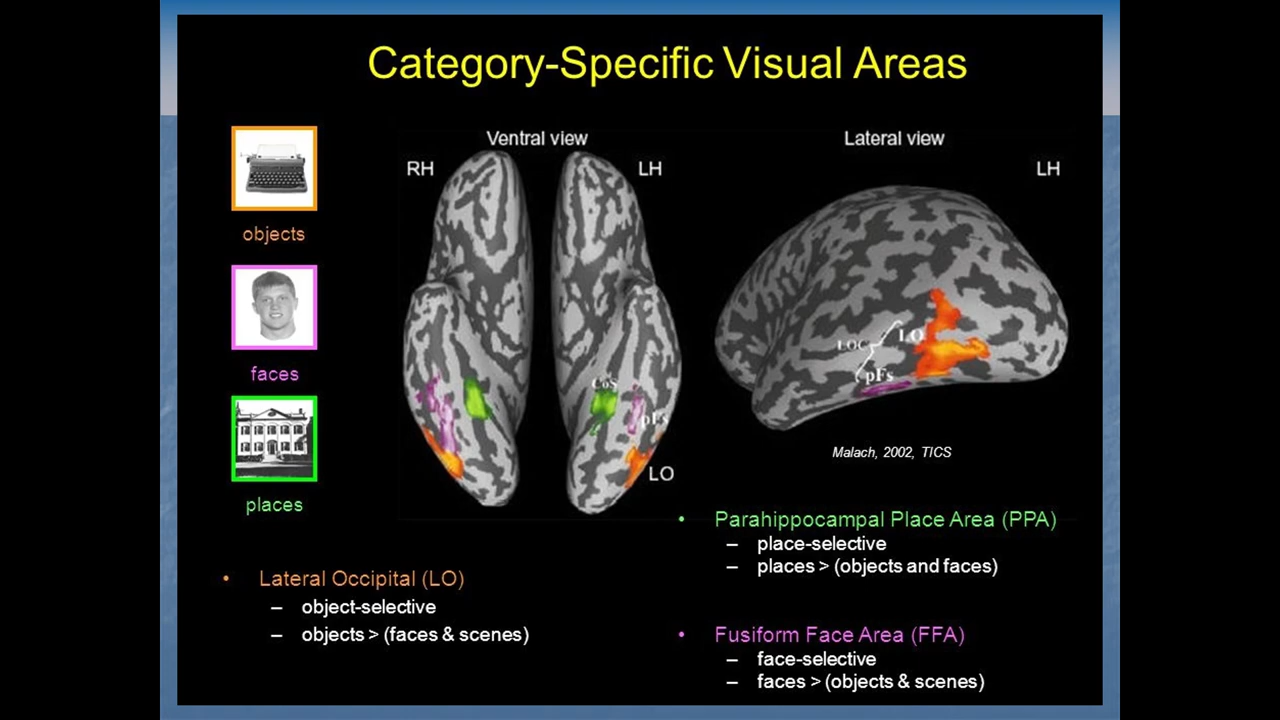 Category-Specific Visual Areas
objects
faces
places
Ventral view
RH
LH
CoS
pFs
LO
Lateral view
LH
LOC
LO
pFs
Malach, 2002, TICS
• Lateral Occipital (LO)
– object-selective
– objects > (faces & scenes)
• Parahippocampal Place Area (PPA)
– place-selective
– places > (objects and faces)
• Fusiform Face Area (FFA)
– face-selective
– faces > (objects & scenes)